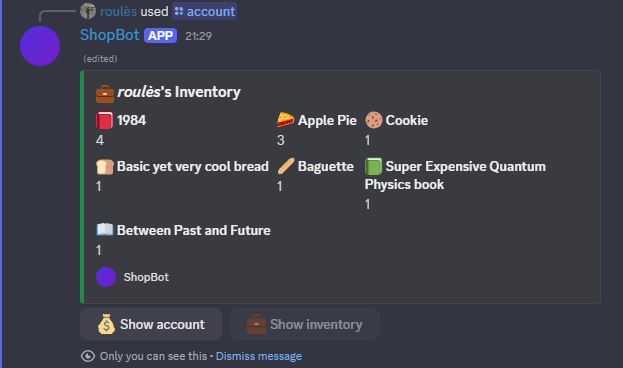 roulès used account
ShopBot APP 21:29
(edited)
roulès's Inventory
1984 Apple Pie Cookie
4 3 1
Basic yet very cool bread Baguette Super Expensive Quantum
Physics book
1 1
1
Between Past and Future
1
ShopBot
Show account Show inventory
Only you can see this • Dismiss message